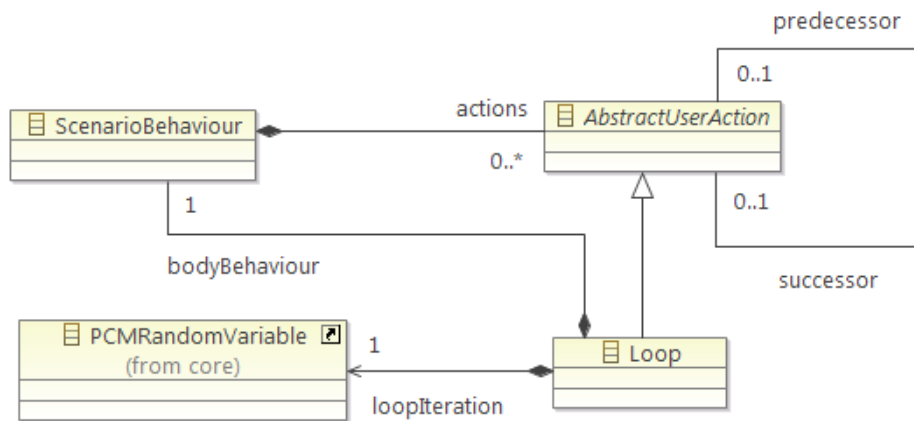 predecessor
0..1
actions
AbstractUserAction
ScenarioBehaviour
0..*
1
0..1
bodyBehaviour
successor
PCMRandomVariable
(from core)
1
Loop
loopIteration